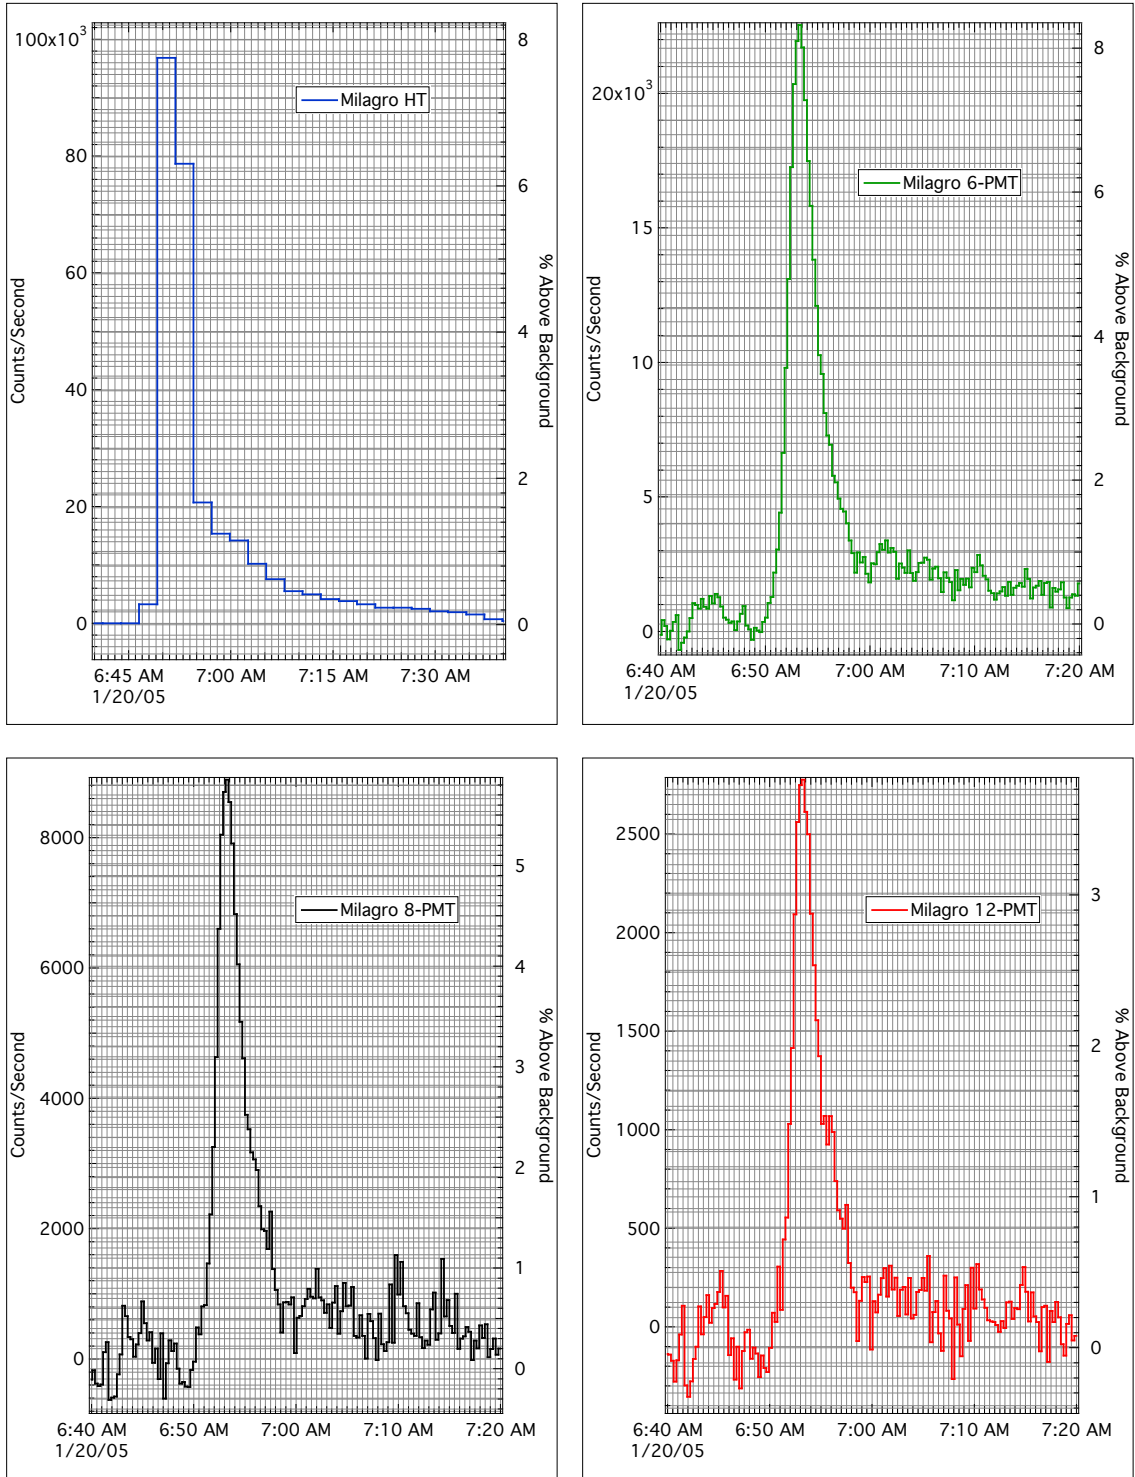 100x10³
80
60
40
20
0
Counts/Second
8
6
4
2
0
% Above Background
Milagro HT
6:45 AM 7:00 AM 7:15 AM 7:30 AM
1/20/05
20x10³
15
10
5
0
Counts/Second
8
6
4
2
0
% Above Background
Milagro 6-PMT
6:40 AM 6:50 AM 7:00 AM 7:10 AM 7:20 AM
1/20/05
8000
6000
4000
2000
0
Counts/Second
5
4
3
2
1
0
% Above Background
Milagro 8-PMT
6:40 AM 6:50 AM 7:00 AM 7:10 AM 7:20 AM
1/20/05
2500
2000
1500
1000
500
0
Counts/Second
3
2
1
0
% Above Background
Milagro 12-PMT
6:40 AM 6:50 AM 7:00 AM 7:10 AM 7:20 AM
1/20/05